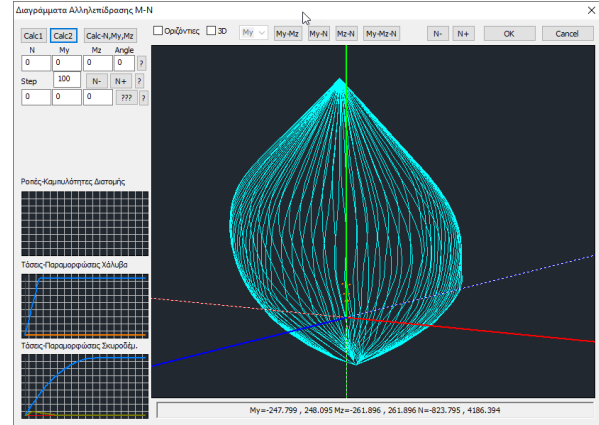 Διαγράμματα Αλληλεπίδρασης M-N
Calc1 Calc2 Calc-N,My,Mz
Οριζόντιες 3D My My-Mz My-N Mz-N My-Mz-N N- N+ OK Cancel
N My Mz Angle
0 0 0 0 ?
Step 100 N- N+ ?
0 0 0 ??? ?
Ροπές-Καμπυλότητες Διατομής
Τάσεις-Παραμορφώσεις Χάλυβα
Τάσεις-Παραμορφώσεις Σκυροδέμ.
My=-247.799 , 248.095 Mz=-261.896 , 261.896 N=-823.795 , 4186.394